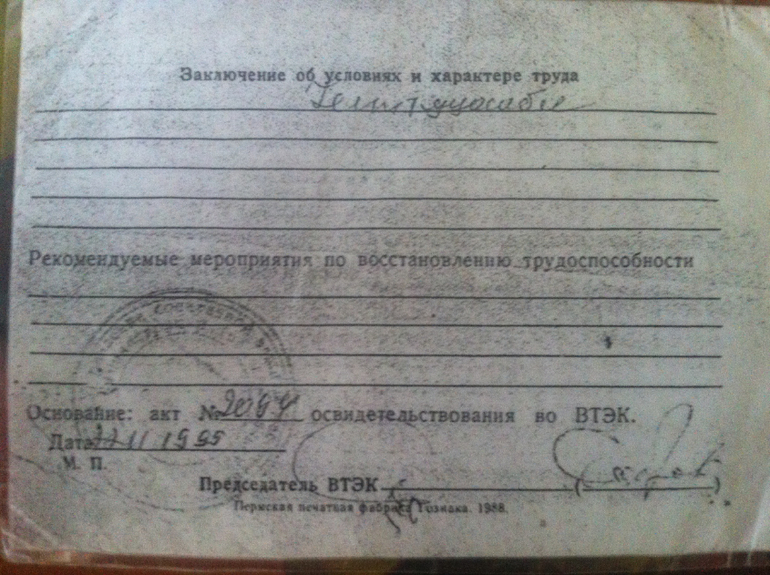 Заключение об условиях и характере труда
Рекомендуемые мероприятия по восстановлению трудоспособности
Основание: акт № освидетельствования во ВТЭК.
Дата 1995
М. П.
Председатель ВТЭК ( )
Пермская печатная фабрика Гознака. 1988.